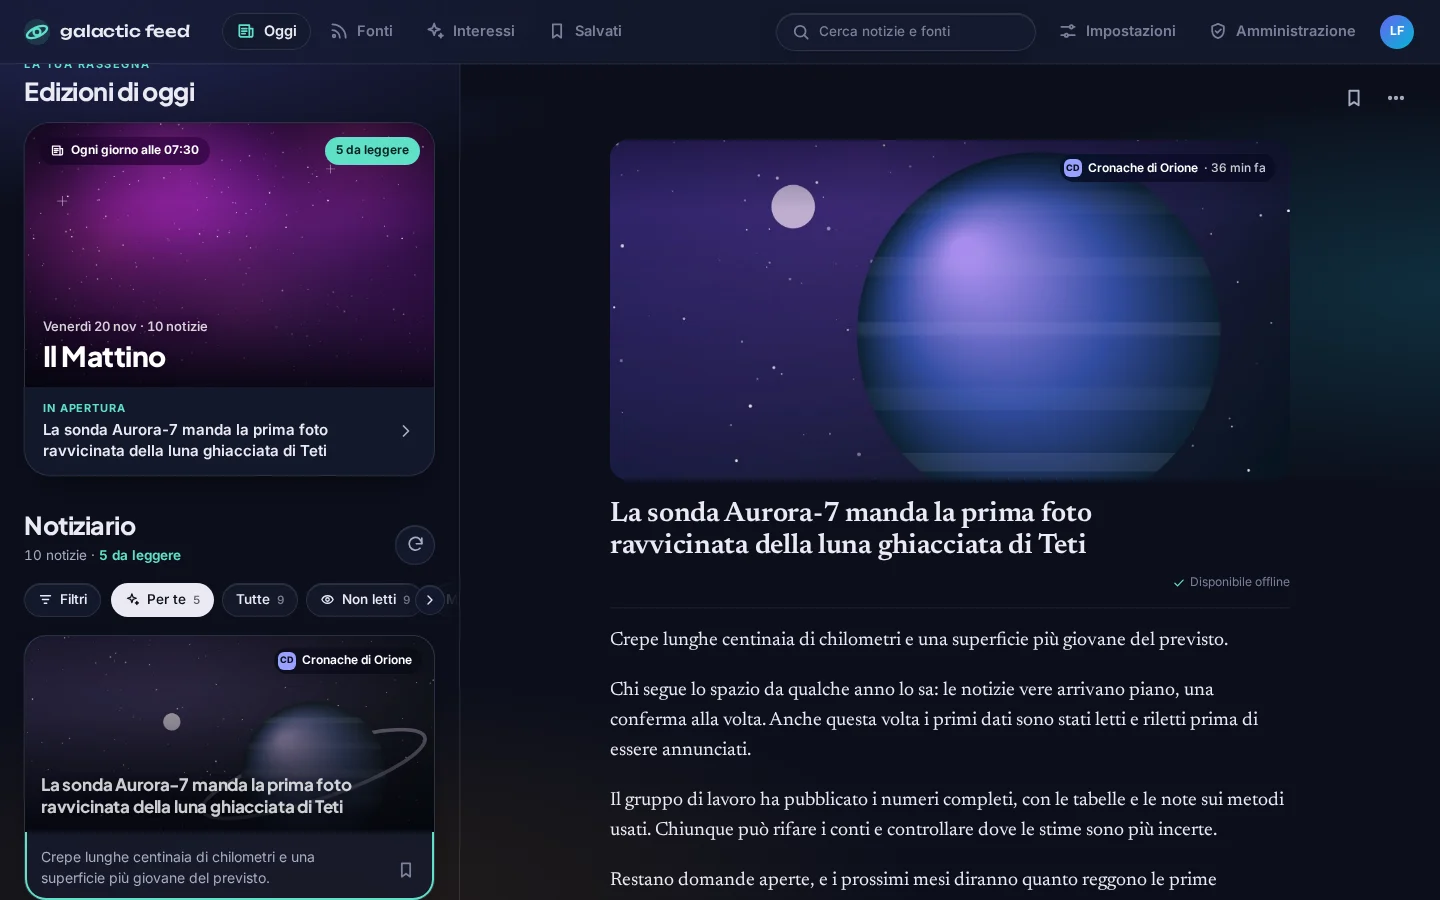 galactic feed
Oggi
Fonti
Interessi
Salvati
Cerca notizie e fonti
Impostazioni
Amministrazione
LF
LA TUA RASSEGNA
Edizioni di oggi
Ogni giorno alle 07:30
5 da leggere
Venerdì 20 nov · 10 notizie
Il Mattino
IN APERTURA
La sonda Aurora-7 manda la prima foto
ravvicinata della luna ghiacciata di Teti
Notiziario
10 notizie · 5 da leggere
Filtri
Per te 5
Tutte 9
Non letti 9
CD Cronache di Orione
La sonda Aurora-7 manda la prima foto
ravvicinata della luna ghiacciata di Teti
Crepe lunghe centinaia di chilometri e una
superficie più giovane del previsto.
CD Cronache di Orione · 36 min fa
La sonda Aurora-7 manda la prima foto
ravvicinata della luna ghiacciata di Teti
Disponibile offline
Crepe lunghe centinaia di chilometri e una superficie più giovane del previsto.
Chi segue lo spazio da qualche anno lo sa: le notizie vere arrivano piano, una
conferma alla volta. Anche questa volta i primi dati sono stati letti e riletti prima di
essere annunciati.
Il gruppo di lavoro ha pubblicato i numeri completi, con le tabelle e le note sui metodi
usati. Chiunque può rifare i conti e controllare dove le stime sono più incerte.
Restano domande aperte, e i prossimi mesi diranno quanto reggono le prime